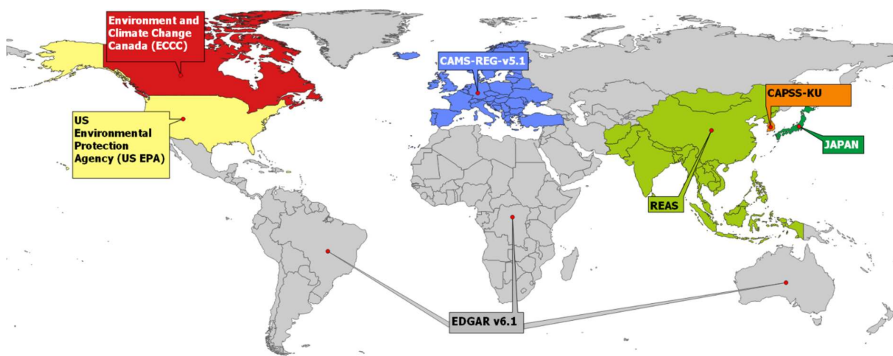 Environment and
Climate Change
Canada (ECCC)
CAMS-REG-v5.1
CAPSS-KU
US
Environmental
Protection
Agency (US EPA)
JAPAN
REAS
EDGAR v6.1